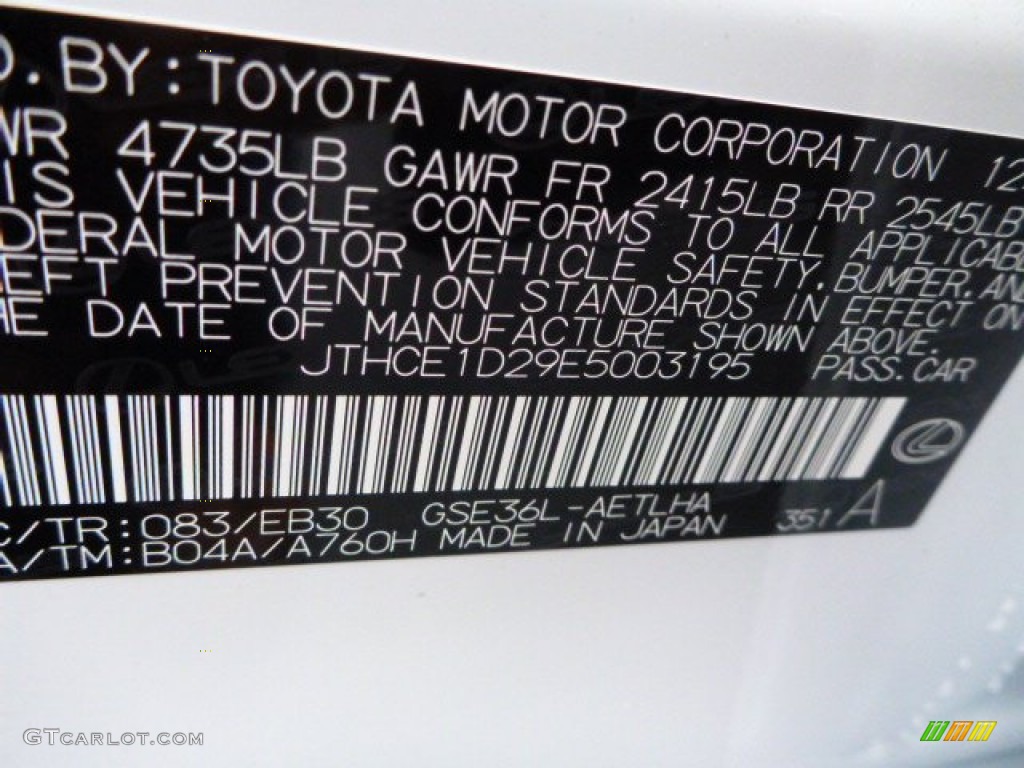 D. BY: TOYOTA MOTOR CORPORATION 12
WR 4735LB GAWR FR 2415LB RR 2545LB
IS VEHICLE CONFORMS TO ALL APPLICABL
DERAL MOTOR VEHICLE SAFETY, BUMPER, AND
EFT PREVENTION STANDARDS IN EFFECT ON
HE DATE OF MANUFACTURE SHOWN ABOVE.
JTHCE1D29E5003195 PASS.CAR
C/TR: 083/EB30 GSE36L-AETLHA
A/TM: B04A/A760H MADE IN JAPAN 351 A
GTcarlot.com